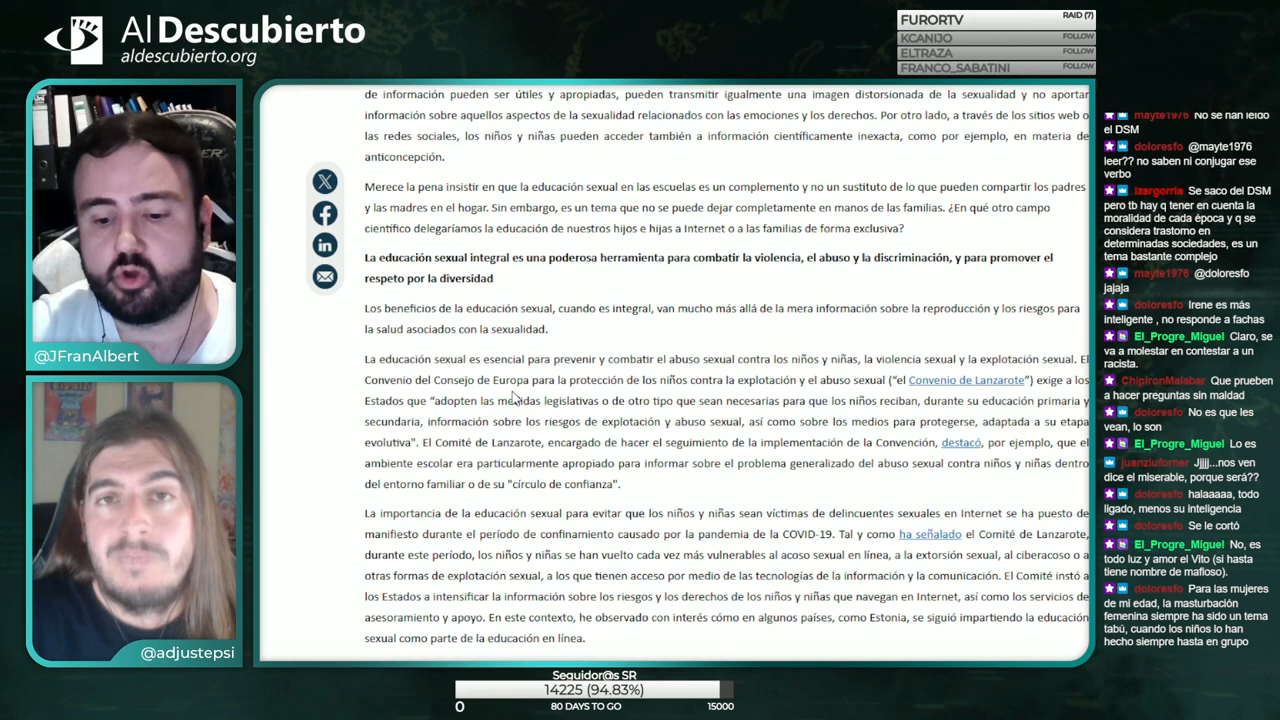 Al Descubierto
aldescubierto.org
FURORTV RAID (7)
KCANIJO FOLLOW
ELTRAZA FOLLOW
FRANCO_SABATINI FOLLOW
@JFranAlbert
@adjustepsi
de información pueden ser útiles y apropiadas, pueden transmitir igualmente una imagen distorsionada de la sexualidad y no aportar
información sobre aquellos aspectos de la sexualidad relacionados con las emociones y los derechos. Por otro lado, a través de los sitios web o
las redes sociales, los niños y niñas pueden acceder también a información científicamente inexacta, como por ejemplo, en materia de
anticoncepción.
Merece la pena insistir en que la educación sexual en las escuelas es un complemento y no un sustituto de lo que pueden compartir los padres
y las madres en el hogar. Sin embargo, es un tema que no se puede dejar completamente en manos de las familias. ¿En qué otro campo
científico delegaríamos la educación de nuestros hijos e hijas a Internet o a las familias de forma exclusiva?
La educación sexual integral es una poderosa herramienta para combatir la violencia, el abuso y la discriminación, y para promover el
respeto por la diversidad
Los beneficios de la educación sexual, cuando es integral, van mucho más allá de la mera información sobre la reproducción y los riesgos para
la salud asociados con la sexualidad.
La educación sexual es esencial para prevenir y combatir el abuso sexual contra los niños y niñas, la violencia sexual y la explotación sexual. El
Convenio del Consejo de Europa para la protección de los niños contra la explotación y el abuso sexual (“el Convenio de Lanzarote”) exige a los
Estados que “adopten las medidas legislativas o de otro tipo que sean necesarias para que los niños reciban, durante su educación primaria y
secundaria, información sobre los riesgos de explotación y abuso sexual, así como sobre los medios para protegerse, adaptada a su etapa
evolutiva". El Comité de Lanzarote, encargado de hacer el seguimiento de la implementación de la Convención, destacó, por ejemplo, que el
ambiente escolar era particularmente apropiado para informar sobre el problema generalizado del abuso sexual contra niños y niñas dentro
del entorno familiar o de su "círculo de confianza".
La importancia de la educación sexual para evitar que los niños y niñas sean víctimas de delincuentes sexuales en Internet se ha puesto de
manifiesto durante el período de confinamiento causado por la pandemia de la COVID-19. Tal y como ha señalado el Comité de Lanzarote,
durante este período, los niños y niñas se han vuelto cada vez más vulnerables al acoso sexual en línea, a la extorsión sexual, al ciberacoso o a
otras formas de explotación sexual, a los que tienen acceso por medio de las tecnologías de la información y la comunicación. El Comité instó a
los Estados a intensificar la información sobre los riesgos y los derechos de los niños y niñas que navegan en Internet, así como los servicios de
asesoramiento y apoyo. En este contexto, he observado con interés cómo en algunos países, como Estonia, se siguió impartiendo la educación
sexual como parte de la educación en línea.
mayte1976 No se han leido
el DSM
doloresfo @mayte1976
leer?? no saben ni conjugar ese
verbo
izargorria Se saco del DSM
pero tb hay q tener en cuenta la
moralidad de cada época y q se
considera trastorno en
determinadas sociedades, es un
tema bastante complejo
mayte1976 @doloresfo
jajaja
doloresfo Irene es más
inteligente , no responde a fachas
El_Progre_Miguel Claro, se
va a molestar en contestar a un
racista.
ChipironMalabar Que prueben
a hacer preguntas sin maldad
doloresfo No es que les
vean, lo son
El_Progre_Miguel Lo es
juanziuforner Jjjjj...nos ven
dice el miserable, porque será??
doloresfo halaaaaa, todo
ligado, menos su inteligencia
doloresfo Se le cortó
El_Progre_Miguel No, es
todo luz y amor el Vito (si hasta
tiene nombre de mafioso).
doloresfo Para las mujeres
de mi edad, la masturbación
femenina siempre ha sido un tema
tabú, cuando los niños lo han
hecho siempre hasta en grupo
Seguidor@s SR
14225 (94.83%)
0 80 DAYS TO GO 15000